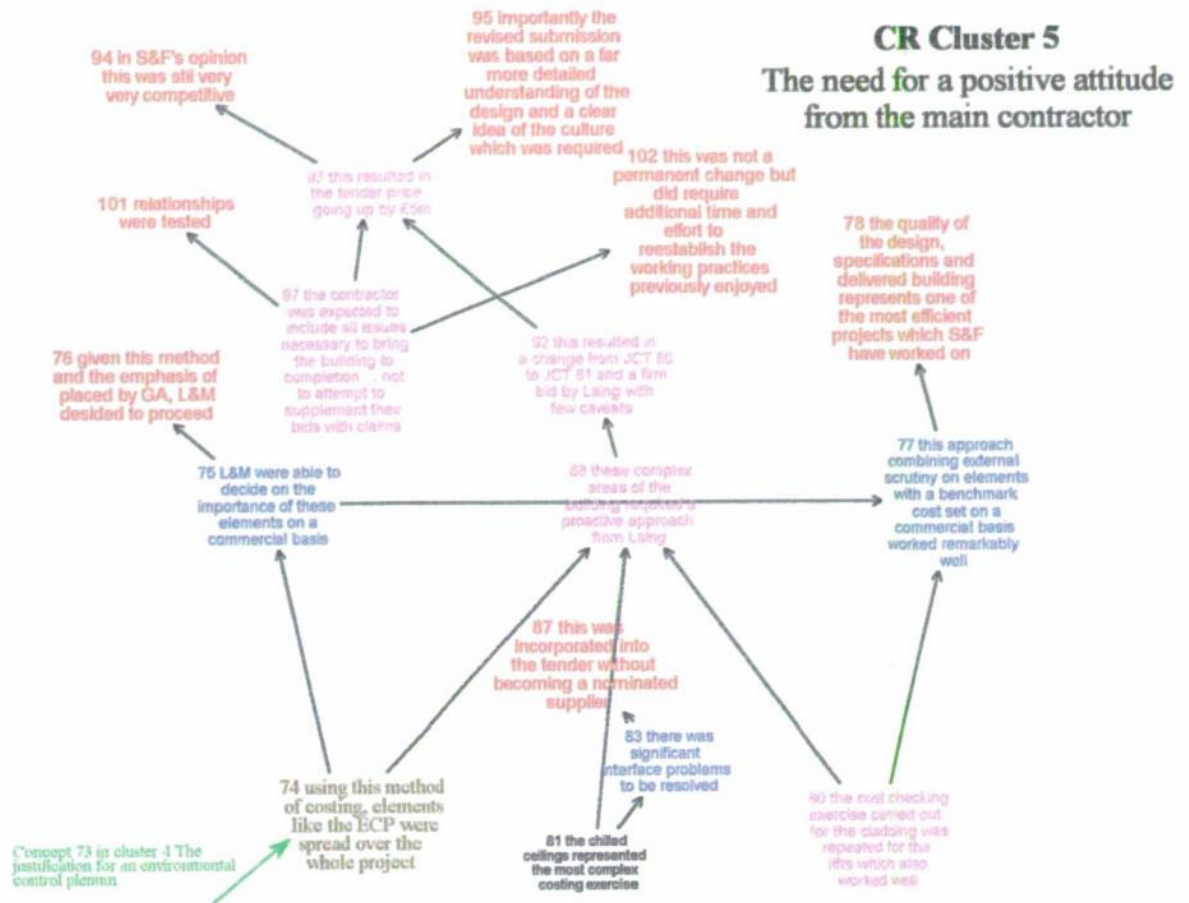 CR Cluster 5
The need for a positive attitude
from the main contractor
94 in S&F's opinion
this was stil very
very competitive
95 importantly the
revised submission
was based on a far
more detailed
understanding of the
design and a clear
idea of the culture
which was required
93 this resulted in
the tender price
going up by £5m
102 this was not a
permanent change but
did require
additional time and
effort to
reestablish the
working practices
previously enjoyed
101 relationships
were tested
78 the quality of
the design,
specifications and
delivered building
represents one of
the most efficient
projects which S&F
have worked on
97 the contractor
was expected to
include all issues
necessary to bring
the building to
completion ... not
to attempt to
supplement their
bids with claims
92 this resulted in
a change from JCT 80
to JCT 81 and a firm
bid by Laing with
few caveats
76 given this method
and the emphasis of
placed by GA, L&M
desided to proceed
75 L&M were able to
decide on the
importance of these
elements on a
commercial basis
these complex
areas of the
building required a
proactive approach
from Laing
77 this approach
combining external
scrutiny on elements
with a benchmark
cost set on a
commercial basis
worked remarkably
well
87 this was
incorporated into
the tender without
becoming a nominated
supplier
83 there was
significant
interface problems
to be resolved
74 using this method
of costing, elements
like the ECP were
spread over the
whole project
81 the chilled
ceilings represented
the most complex
costing exercise
80 the cost checking
exercise carried out
for the cladding was
repeated for the
lifts which also
worked well
Concept 73 in cluster 4 The
justification for an environmental
control plenum